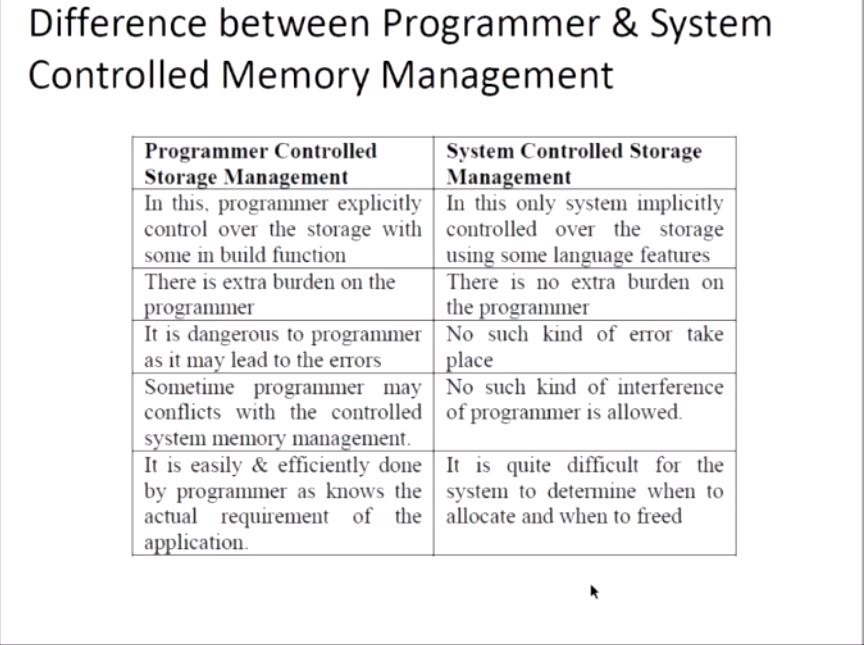 Difference between Programmer & System
Controlled Memory Management
Programmer Controlled
Storage Management
System Controlled Storage
Management
In this, programmer explicitly
control over the storage with
some in build function
In this only system implicitly
controlled over the storage
using some language features
There is extra burden on the
programmer
There is no extra burden on
the programmer
It is dangerous to programmer
as it may lead to the errors
No such kind of error take
place
Sometime programmer may
conflicts with the controlled
system memory management.
No such kind of interference
of programmer is allowed.
It is easily & efficiently done
by programmer as knows the
actual requirement of the
application.
It is quite difficult for the
system to determine when to
allocate and when to freed